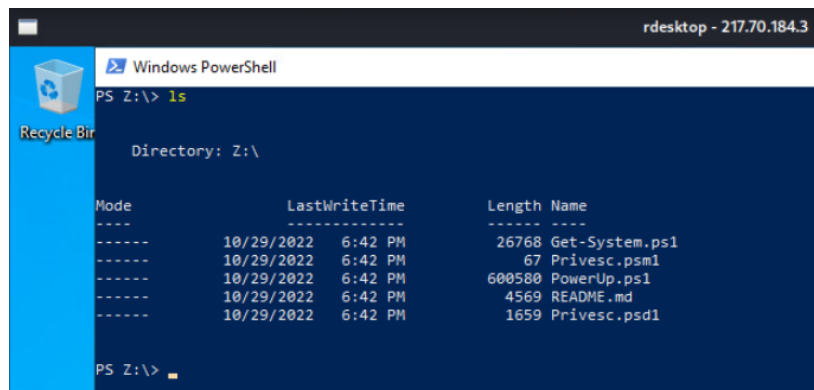 rdesktop - 217.70.184.3
Windows PowerShell
Recycle Bin
PS Z:\> ls
Directory: Z:\
Mode LastWriteTime Length Name
---- ------------- ------ ----
------ 10/29/2022 6:42 PM 26768 Get-System.ps1
------ 10/29/2022 6:42 PM 67 Privesc.psm1
------ 10/29/2022 6:42 PM 600580 PowerUp.ps1
------ 10/29/2022 6:42 PM 4569 README.md
------ 10/29/2022 6:42 PM 1659 Privesc.psd1
PS Z:\>